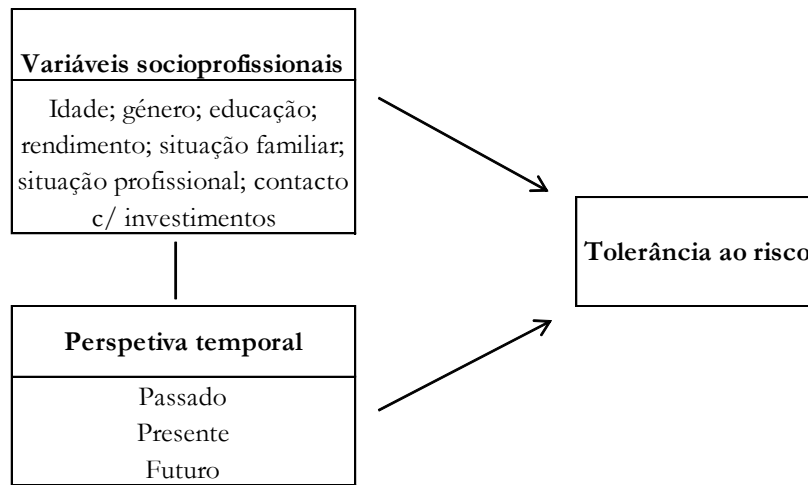 Variáveis socioprofissionais
Idade; género; educação;
rendimento; situação familiar;
situação profissional; contacto
c/ investimentos
Tolerância ao risco
Perspetiva temporal
Passado
Presente
Futuro